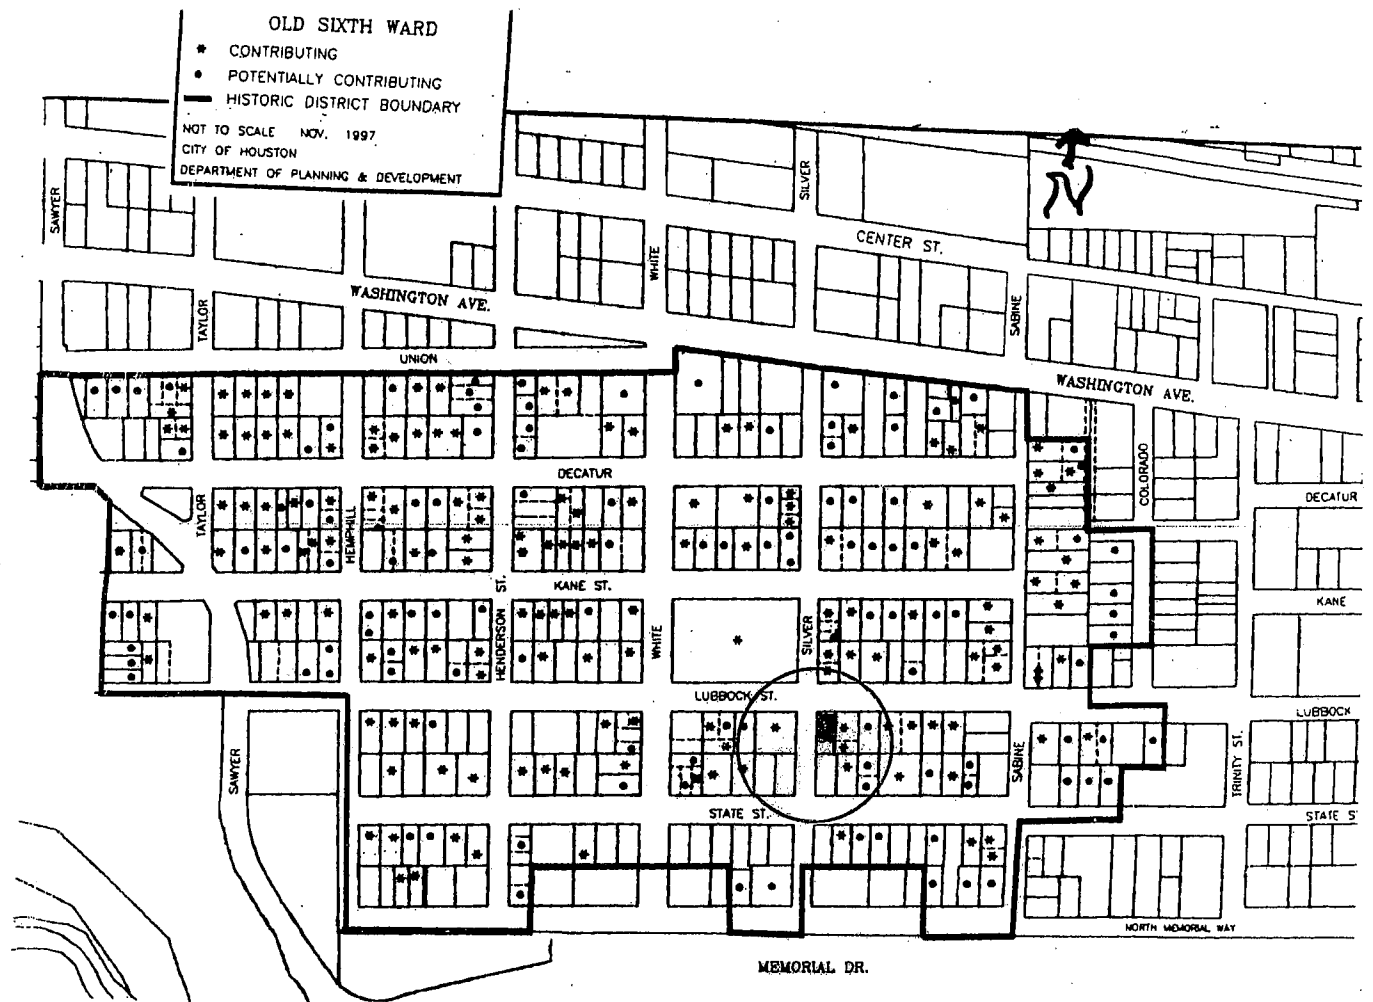 OLD SIXTH WARD
* CONTRIBUTING
• POTENTIALLY CONTRIBUTING
HISTORIC DISTRICT BOUNDARY
NOT TO SCALE NOV. 1997
CITY OF HOUSTON
DEPARTMENT OF PLANNING & DEVELOPMENT
N
SAWYER
SILVER
CENTER ST.
WHITE
WASHINGTON AVE.
TAYLOR
SABINE
UNION
WASHINGTON AVE.
DECATUR
COLORADO
DECATUR
TAYLOR
HEMPHILL
KANE ST.
KANE
HENDERSON ST.
WHITE
SILVER
LUBBOCK ST.
LUBBOCK
SAWYER
SABINE
TRINITY ST.
STATE ST.
STATE S
NORTH MEMORIAL WAY
MEMORIAL DR.